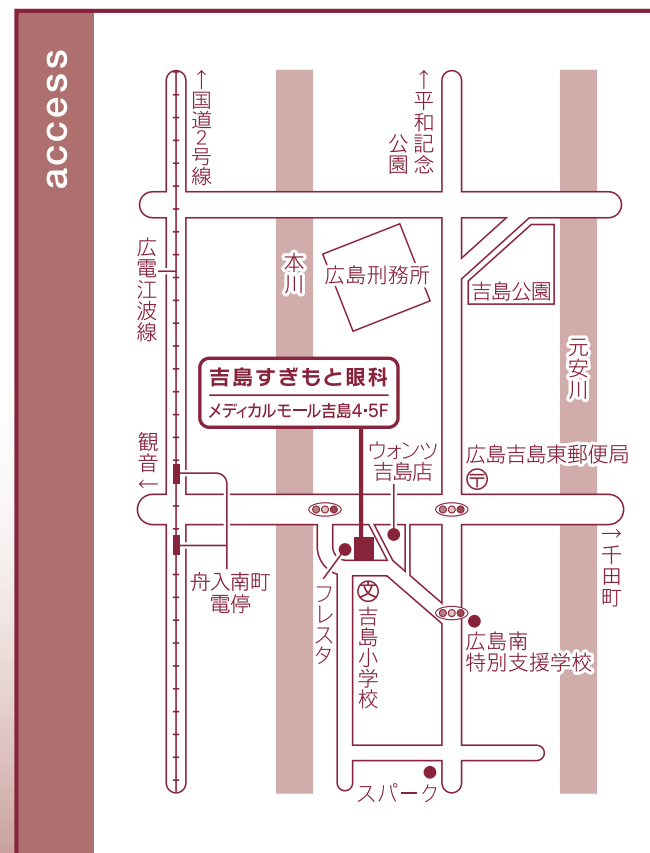 access
↑国道2号線
↑平和記念
公園
広電江波線
本川
広島刑務所
吉島公園
元安川
吉島すぎもと眼科
メディカルモール吉島4・5F
観音↑
ウォンツ
吉島店
広島吉島東郵便局
〒
↑千田町
舟入南町
電停
フレスタ
文
吉島小学校
広島南
特別支援学校
スパーク